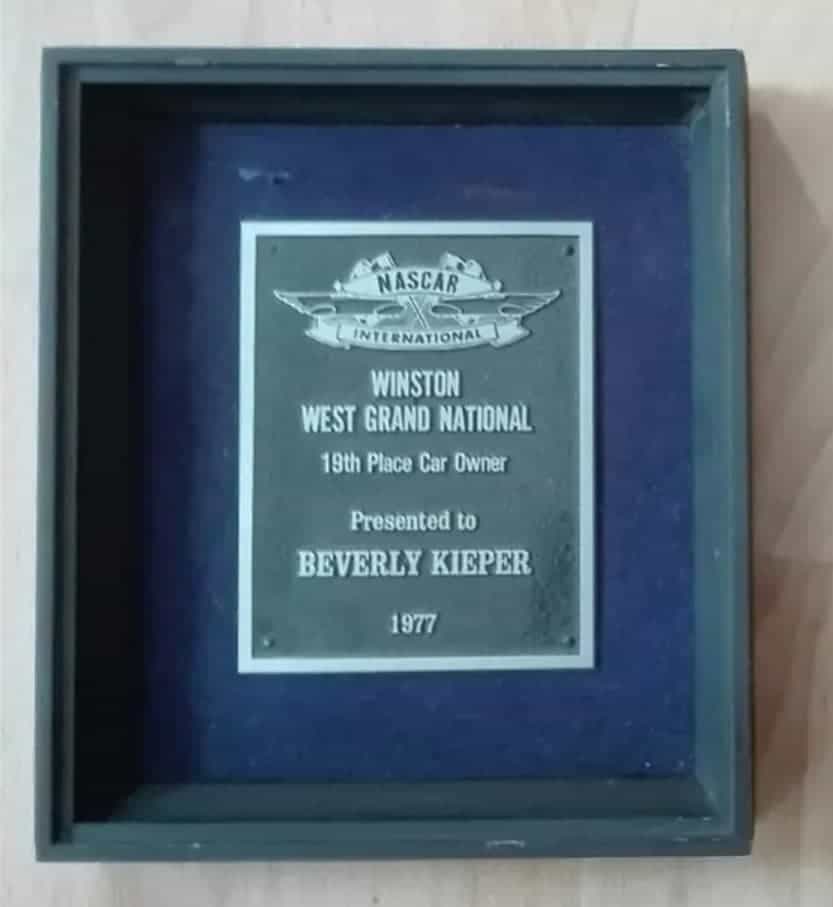 NASCAR
INTERNATIONAL
WINSTON
WEST GRAND NATIONAL
19th Place Car Owner
Presented to
BEVERLY KIEPER
1977